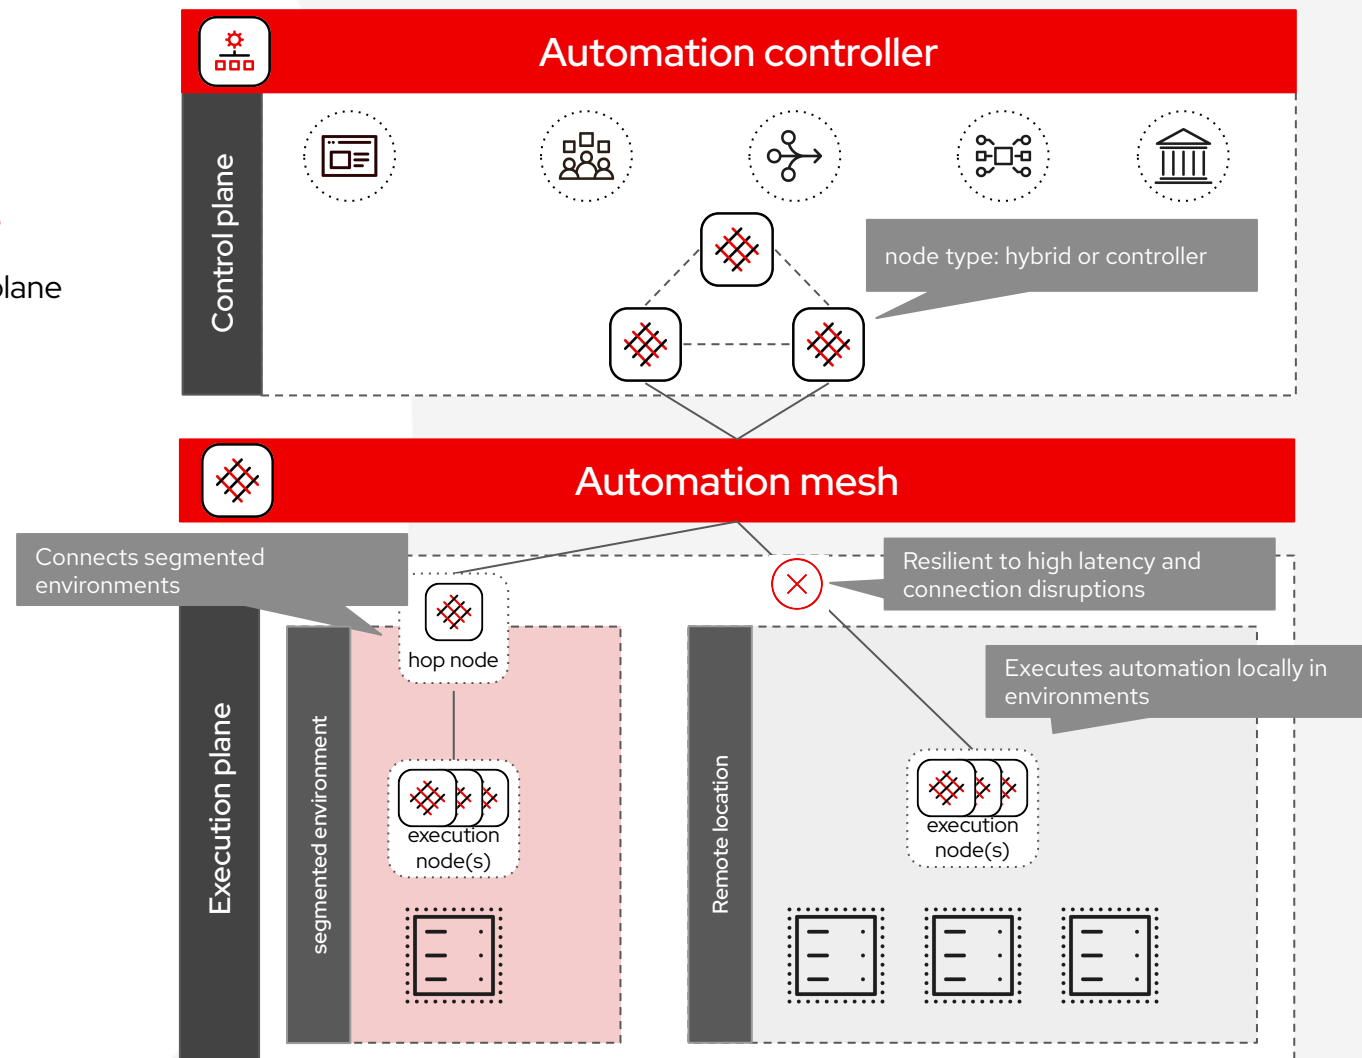 Automation controller
Control plane
node type: hybrid or controller
plane
Automation mesh
Connects segmented
environments
Resilient to high latency and
connection disruptions
Execution plane
hop node
segmented environment
execution
node(s)
Executes automation locally in
environments
Remote location
execution
node(s)